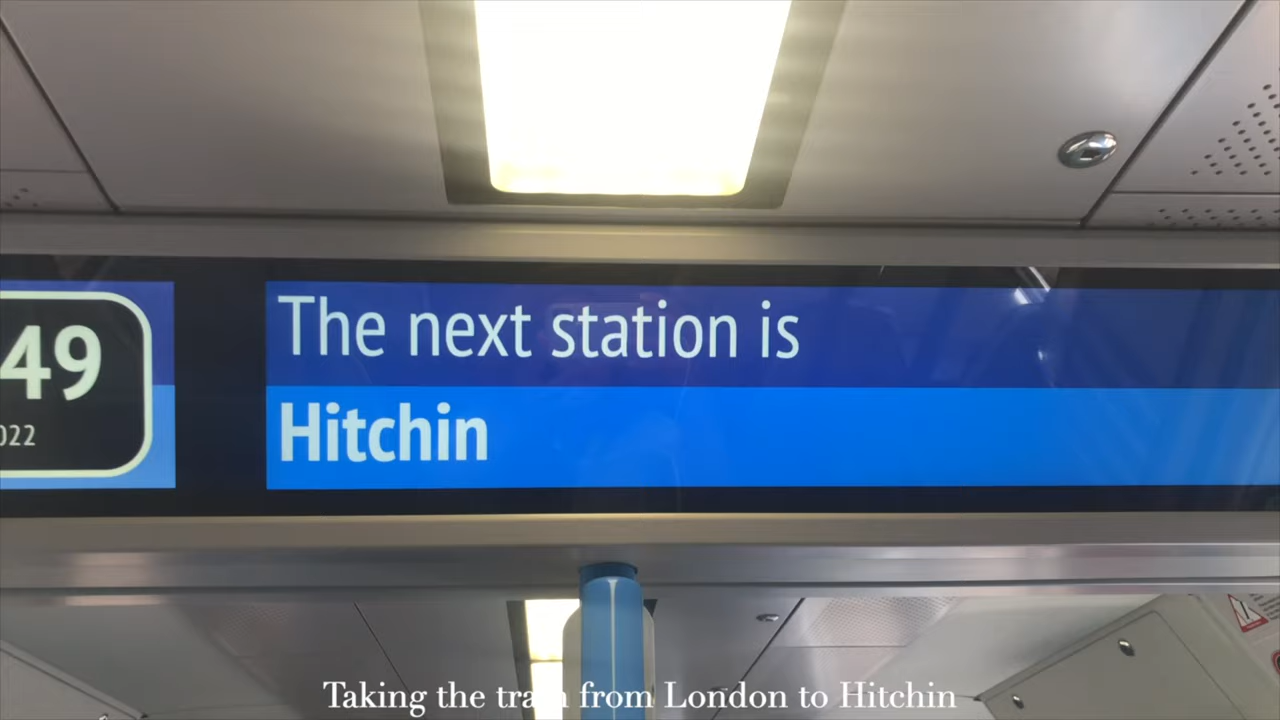 49
022
The next station is
Hitchin
Taking the train from London to Hitchin